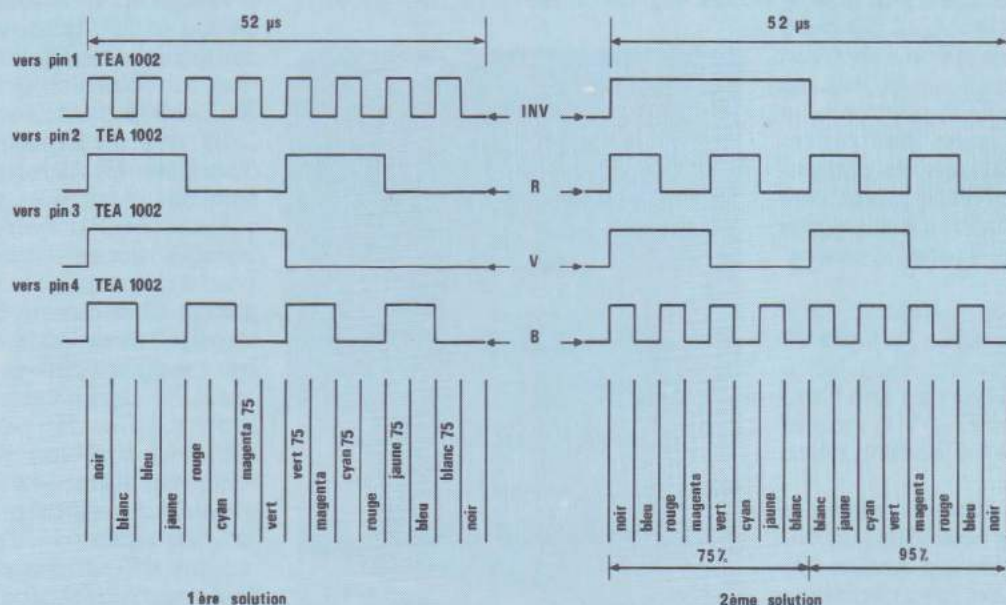 52 µs
52 µs
vers pin 1 TEA 1002
INV
vers pin 2 TEA 1002
R
vers pin 3 TEA 1002
V
vers pin 4 TEA 1002
B
noir
blanc
bleu
jaune
rouge
cyan
magenta 75
vert
vert 75
magenta
cyan 75
rouge
jaune 75
bleu
blanc 75
noir
noir
bleu
rouge
magenta
vert
cyan
jaune
blanc
blanc
jaune
cyan
vert
magenta
rouge
bleu
noir
75%
95%
1ère solution
2ème solution